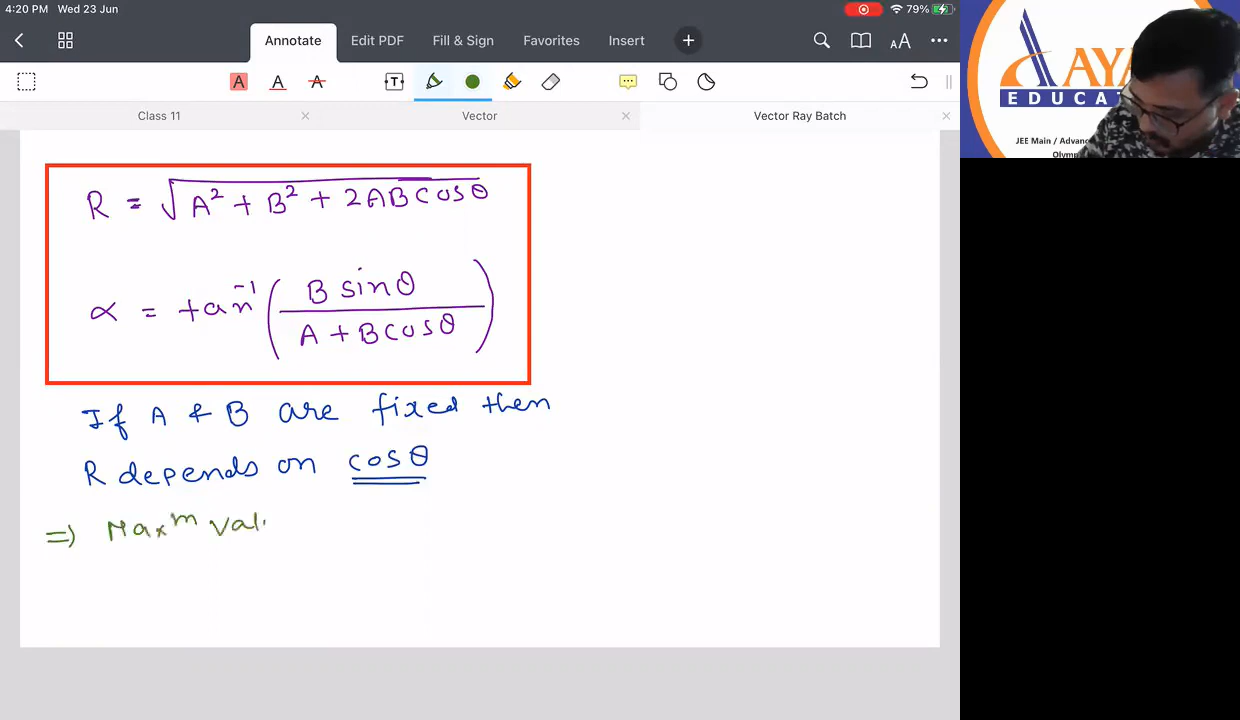 4:20 PM Wed 23 Jun
79%
Annotate Edit PDF Fill & Sign Favorites Insert
Class 11 Vector Vector Ray Batch
R = √A² + B² + 2ABCosθ
α = tan⁻¹ ( B sinθ / A + B cosθ )
If A & B are fixed then
R depends on cosθ
=) Maxᵐ Val
EDUCAT
JEE Main / Advanc
Olymp